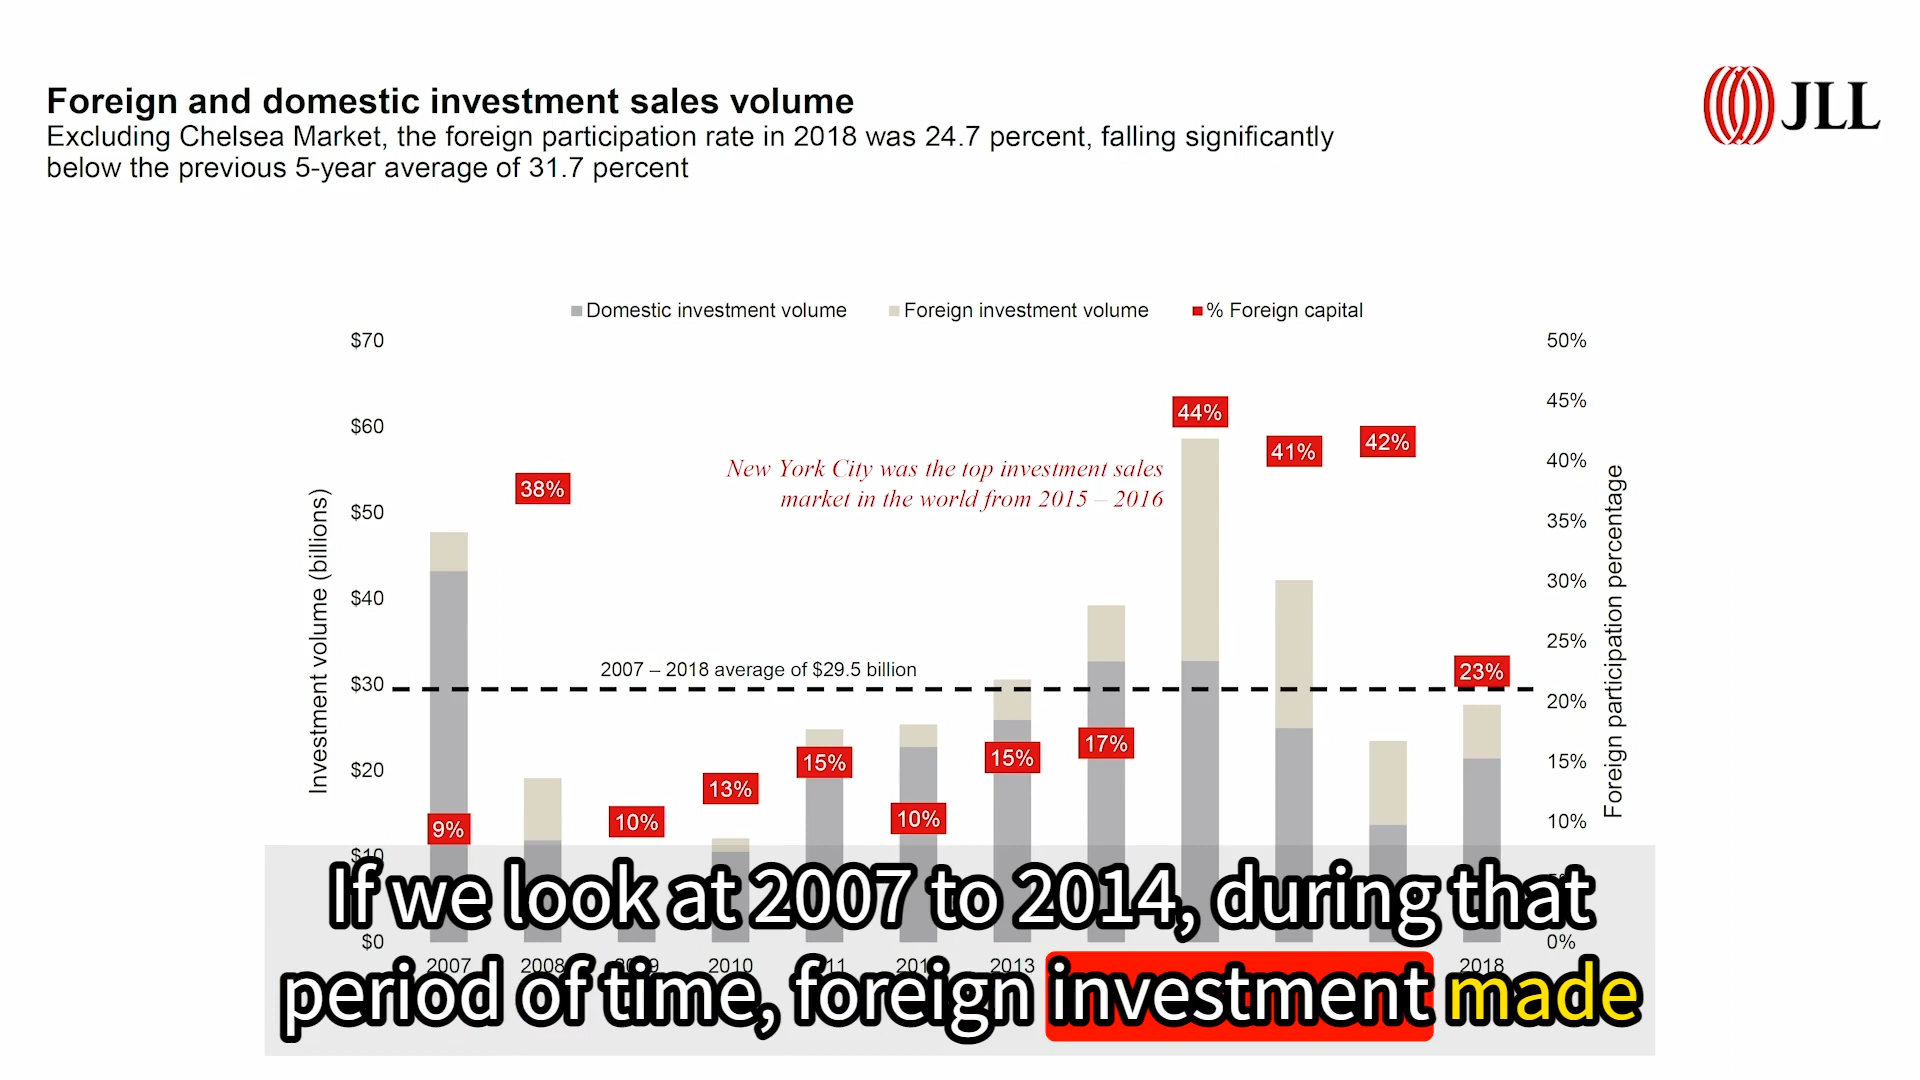 Foreign and domestic investment sales volume
Excluding Chelsea Market, the foreign participation rate in 2018 was 24.7 percent, falling significantly
below the previous 5-year average of 31.7 percent
JLL
Domestic investment volume
Foreign investment volume
% Foreign capital
$70
$60
$50
$40
$30
$20
$10
$0
Investment volume (billions)
50%
45%
40%
35%
30%
25%
20%
15%
10%
0%
Foreign participation percentage
New York City was the top investment sales
market in the world from 2015 – 2016
2007 – 2018 average of $29.5 billion
9%
38%
10%
13%
15%
10%
15%
17%
44%
41%
42%
23%
2007
2008
2010
2013
2018
If we look at 2007 to 2014, during that
period of time, foreign investment made